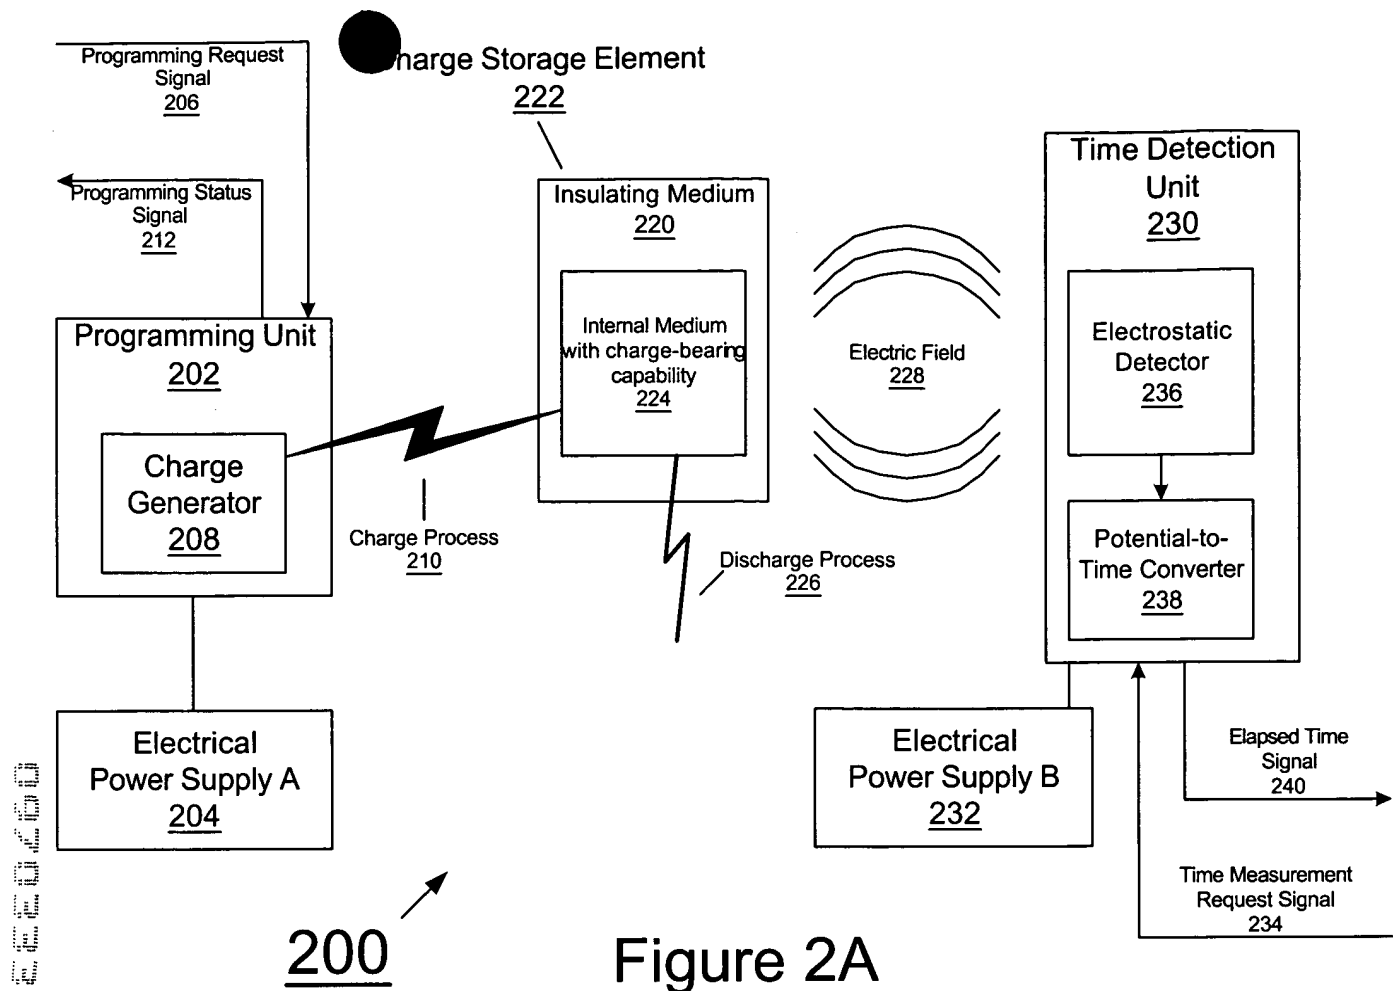 Programming Request
Signal
206
harge Storage Element
222
Programming Status
Signal
212
Programming Unit
202
Charge
Generator
208
Charge Process
210
Insulating Medium
220
Internal Medium
with charge-bearing
capability
224
Discharge Process
226
Electric Field
228
Time Detection
Unit
230
Electrostatic
Detector
236
Potential-to-
Time Converter
238
Electrical
Power Supply A
204
Electrical
Power Supply B
232
Elapsed Time
Signal
240
Time Measurement
Request Signal
234
200
Figure 2A